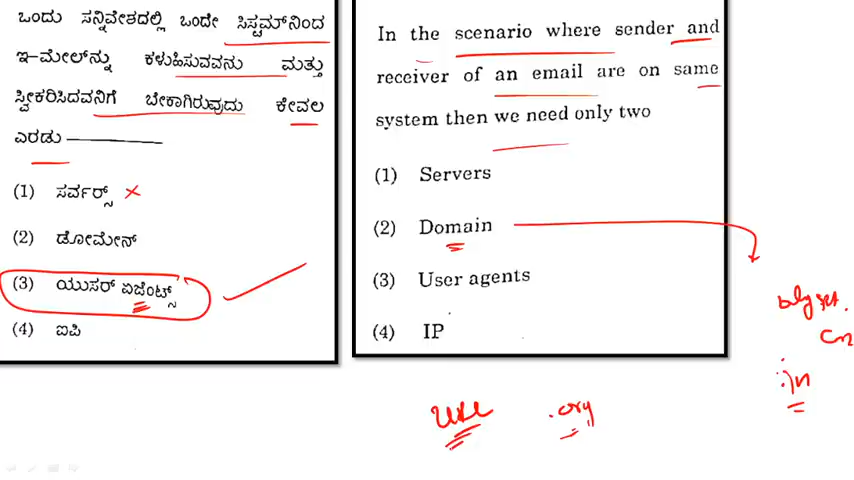 ಒಂದು ಸನ್ನಿವೇಶದಲ್ಲಿ ಒಂದೇ ಸಿಸ್ಟಮ್‌ನಿಂದ
ಇ-ಮೇಲ್‌ನ್ನು ಕಳುಹಿಸುವವನು ಮತ್ತು
ಸ್ವೀಕರಿಸಿದವನಿಗೆ ಬೇಕಾಗಿರುವುದು ಕೇವಲ
ಎರಡು ————
(1) ಸರ್ವರ್ಸ್
(2) ಡೋಮೇನ್
(3) ಯುಸರ್ ಏಜೆಂಟ್ಸ್
(4) ಐಪಿ
In the scenario where sender and
receiver of an email are on same
system then we need only two
(1) Servers
(2) Domain
(3) User agents
(4) IP
.in
.org